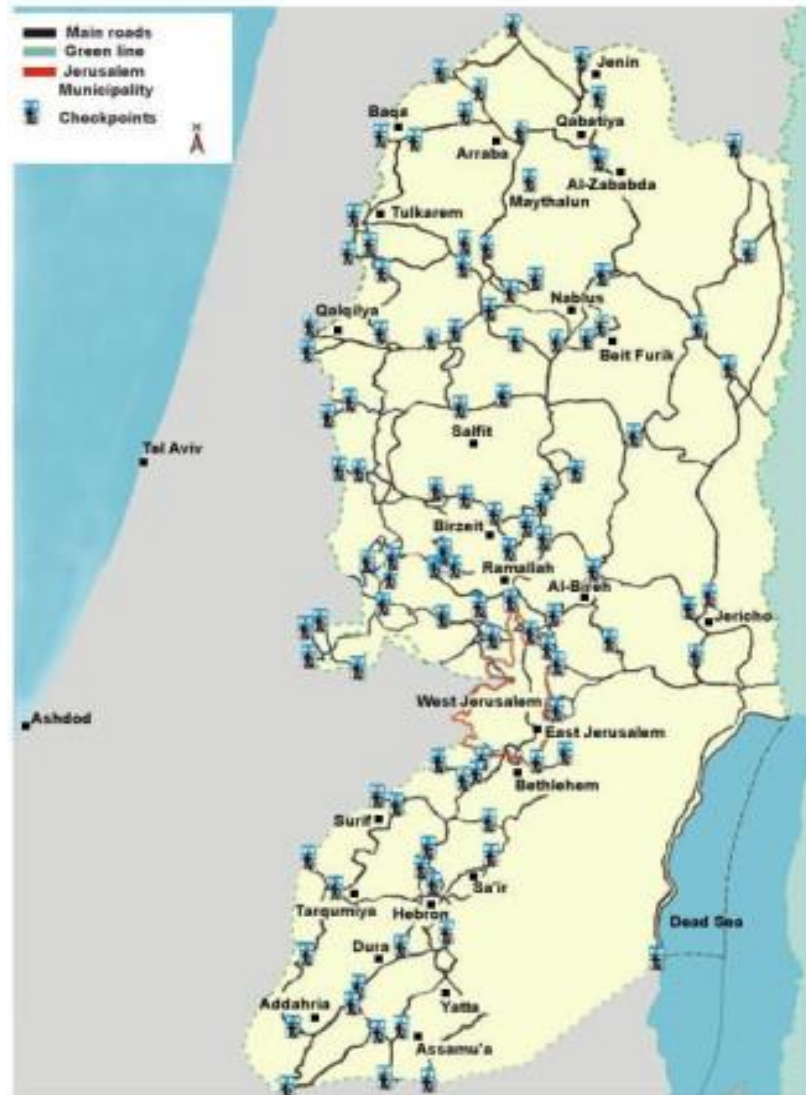 Main roads
Green line
Jerusalem
Municipality
Checkpoints
N
Jenin
Baqa
Qabatiya
Arraba
Al-Zababda
Maythalun
Tulkarem
Nablus
Qalqilya
Beit Furik
Salfit
Tel Aviv
Birzeit
Ramallah
Al-Bireh
Jericho
West Jerusalem
Ashdod
East Jerusalem
Bethlehem
Surif
Sa'ir
Tarqumiya
Hebron
Dead Sea
Dura
Addahria
Yatta
Assamu'a